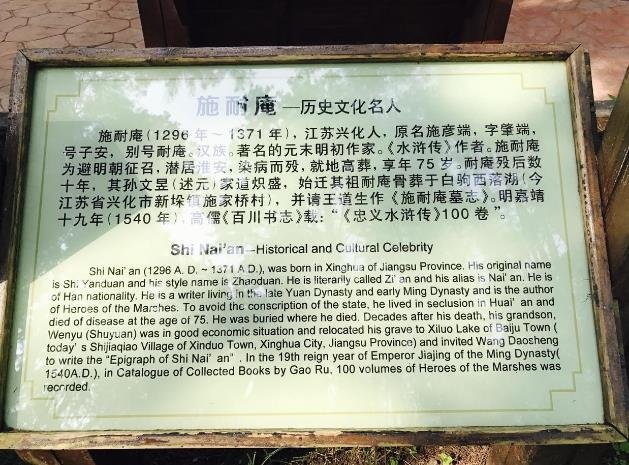 施耐庵—历史文化名人
施耐庵(1296年~1371年),江苏兴化人,原名施彦端,字肇端,
号子安,别号耐庵。汉族。著名的元末明初作家。《水浒传》作者。施耐庵
为避明朝征召,潜居淮安,染病而殁,就地高葬,享年75岁。耐庵殁后数
十年,其孙文昱(述元)家道炽盛,始迁其祖耐庵骨葬于白驹西落湖(今
江苏省兴化市新垛镇施家桥村),并请王道生作《施耐庵墓志》。明嘉靖
十九年(1540年),高儒《百川书志》载:“《忠义水浒传》100卷”。
Shi Nai'an—Historical and Cultural Celebrity
Shi Nai' an (1296 A. D. ~ 1371 A.D.), was born in Xinghua of Jiangsu Province. His original name
is Shi Yanduan and his style name is Zhaoduan. He is literarily called Zi' an and his alias is Nai' an. He is
of Han nationality. He is a writer living in the late Yuan Dynasty and early Ming Dynasty and is the author
of Heroes of the Marshes. To avoid the conscription of the state, he lived in seclusion in Huai' an and
died of disease at the age of 75. He was buried where he died. Decades after his death, his grandson,
Wenyu (Shuyuan) was in good economic situation and relocated his grave to Xiluo Lake of Baiju Town (
today' s Shijiaqiao Village of Xinduo Town, Xinghua City, Jiangsu Province) and invited Wang Daosheng
to write the “Epigraph of Shi Nai' an” . In the 19th reign year of Emperor Jiajing of the Ming Dynasty(
1540A.D.), in Catalogue of Collected Books by Gao Ru, 100 volumes of Heroes of the Marshes was
recorded.